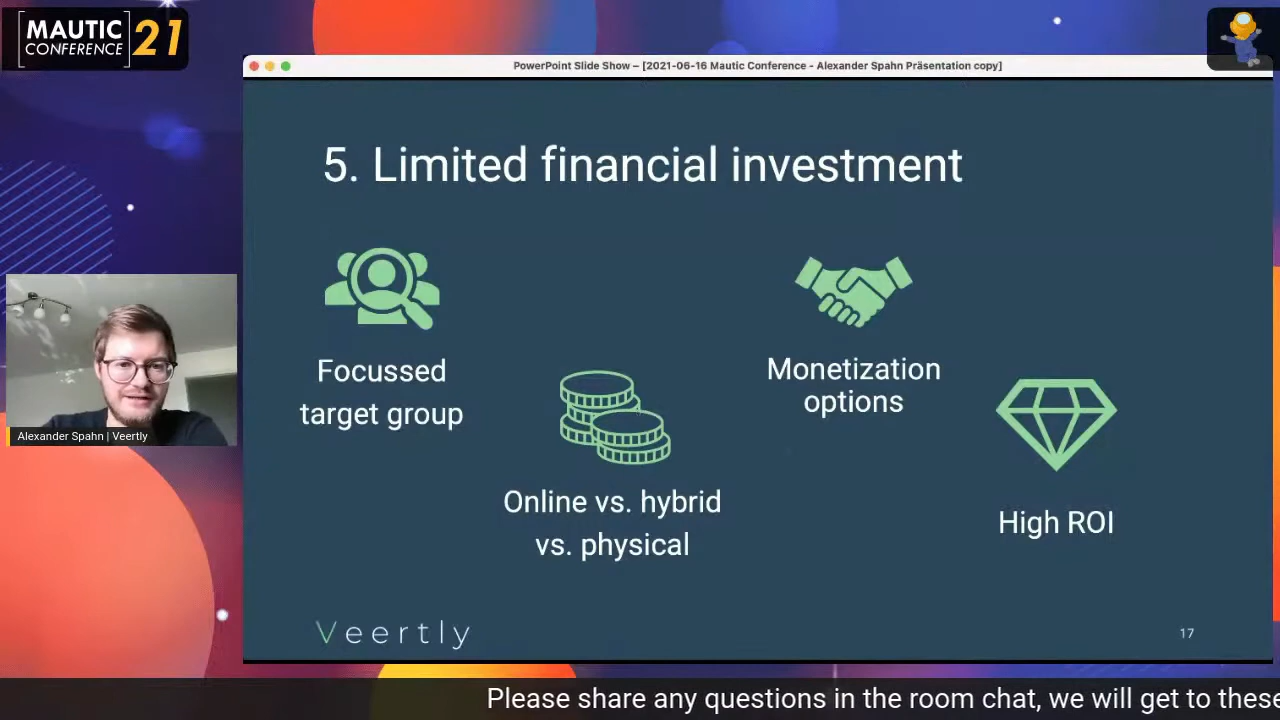 MAUTIC
CONFERENCE
21
PowerPoint Slide Show – [2021-06-16 Mautic Conference - Alexander Spahn Präsentation copy]
5. Limited financial investment
Focussed
target group
Online vs. hybrid
vs. physical
Monetization
options
High ROI
Alexander Spahn | Veertly
Veertly
17
Please share any questions in the room chat, we will get to these